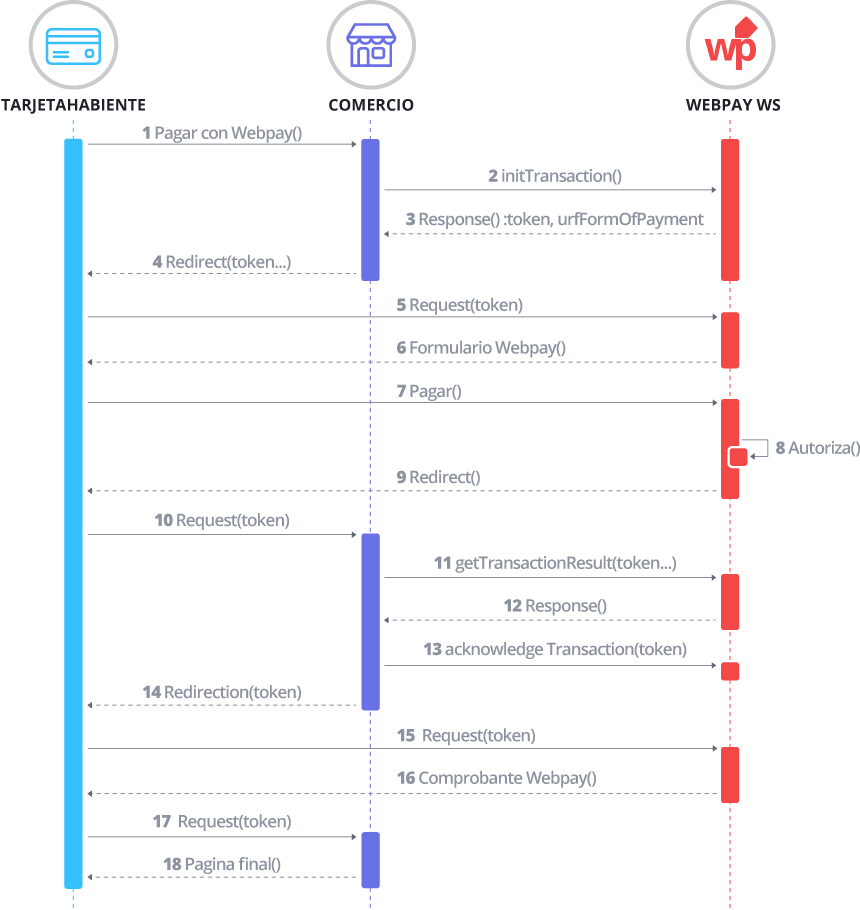 wp
TARJETAHABIENTE
COMERCIO
WEBPAY WS
1 Pagar con Webpay()
2 initTransaction()
3 Response() :token, urfFormOfPayment
4 Redirect(token...)
5 Request(token)
6 Formulario Webpay()
7 Pagar()
8 Autoriza()
9 Redirect()
10 Request(token)
11 getTransactionResult(token...)
12 Response()
13 acknowledge Transaction(token)
14 Redirection(token)
15 Request(token)
16 Comprobante Webpay()
17 Request(token)
18 Pagina final()